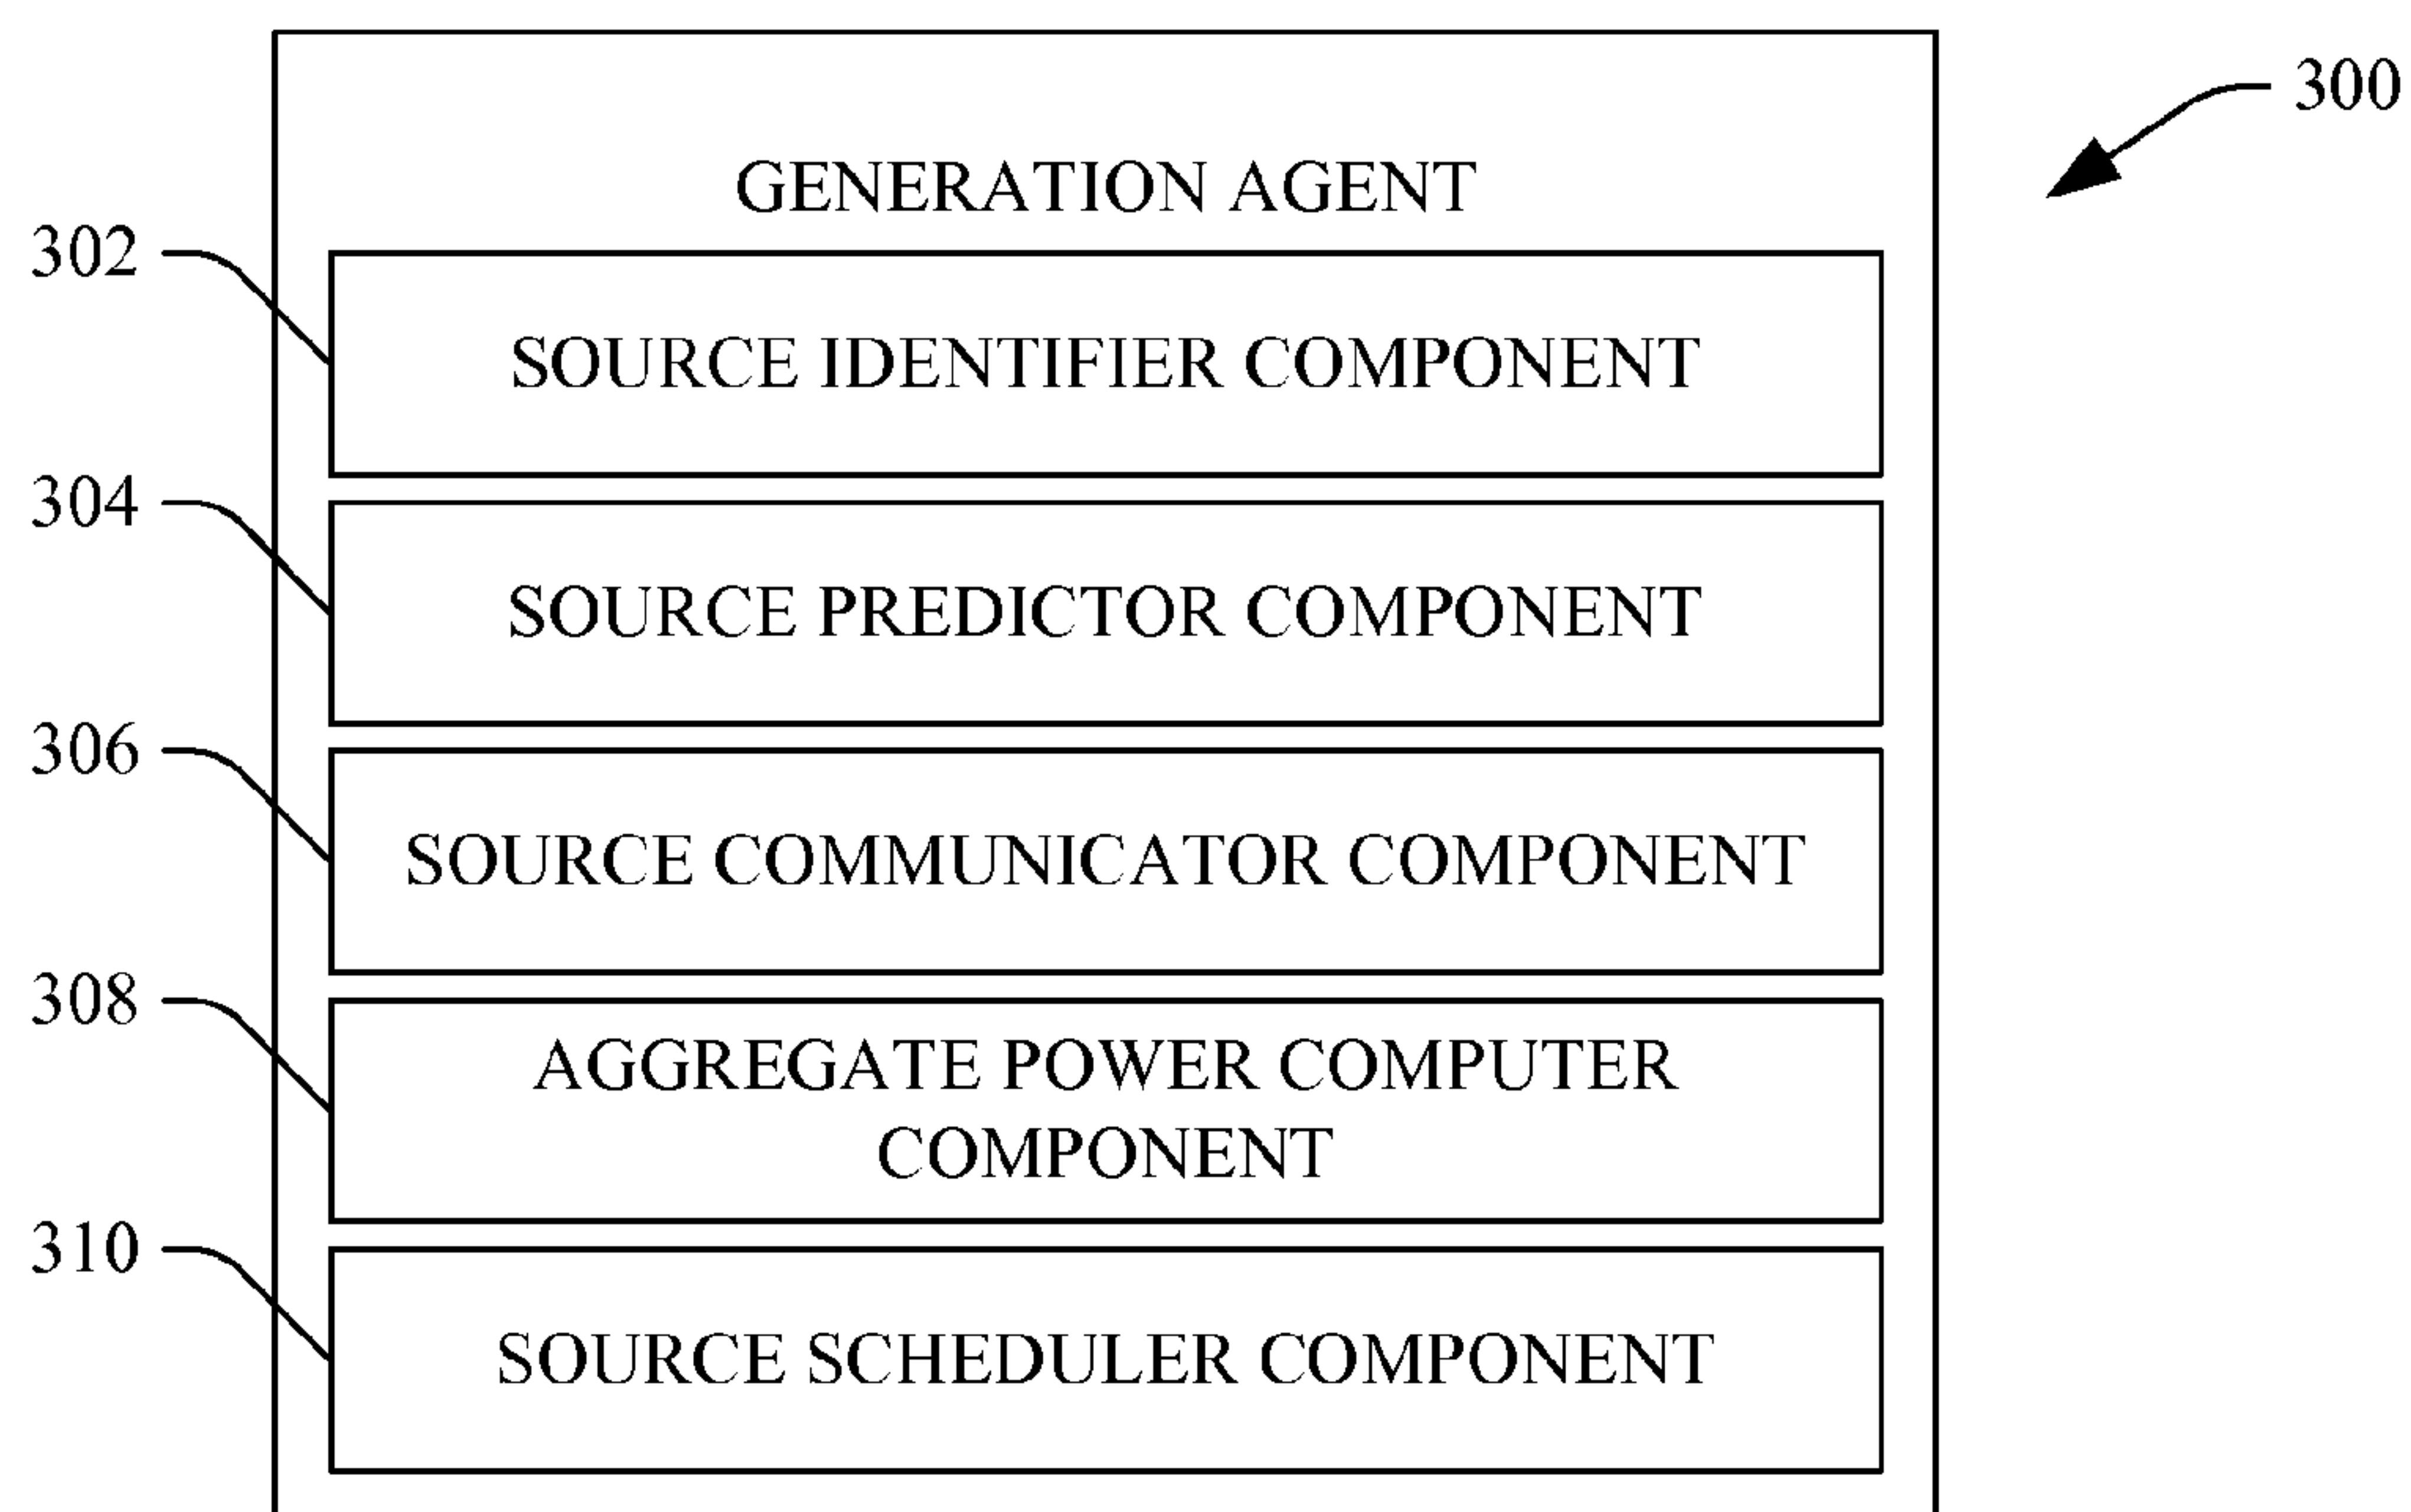 300
GENERATION AGENT
302
SOURCE IDENTIFIER COMPONENT
304
SOURCE PREDICTOR COMPONENT
306
SOURCE COMMUNICATOR COMPONENT
308
AGGREGATE POWER COMPUTER
COMPONENT
310
SOURCE SCHEDULER COMPONENT